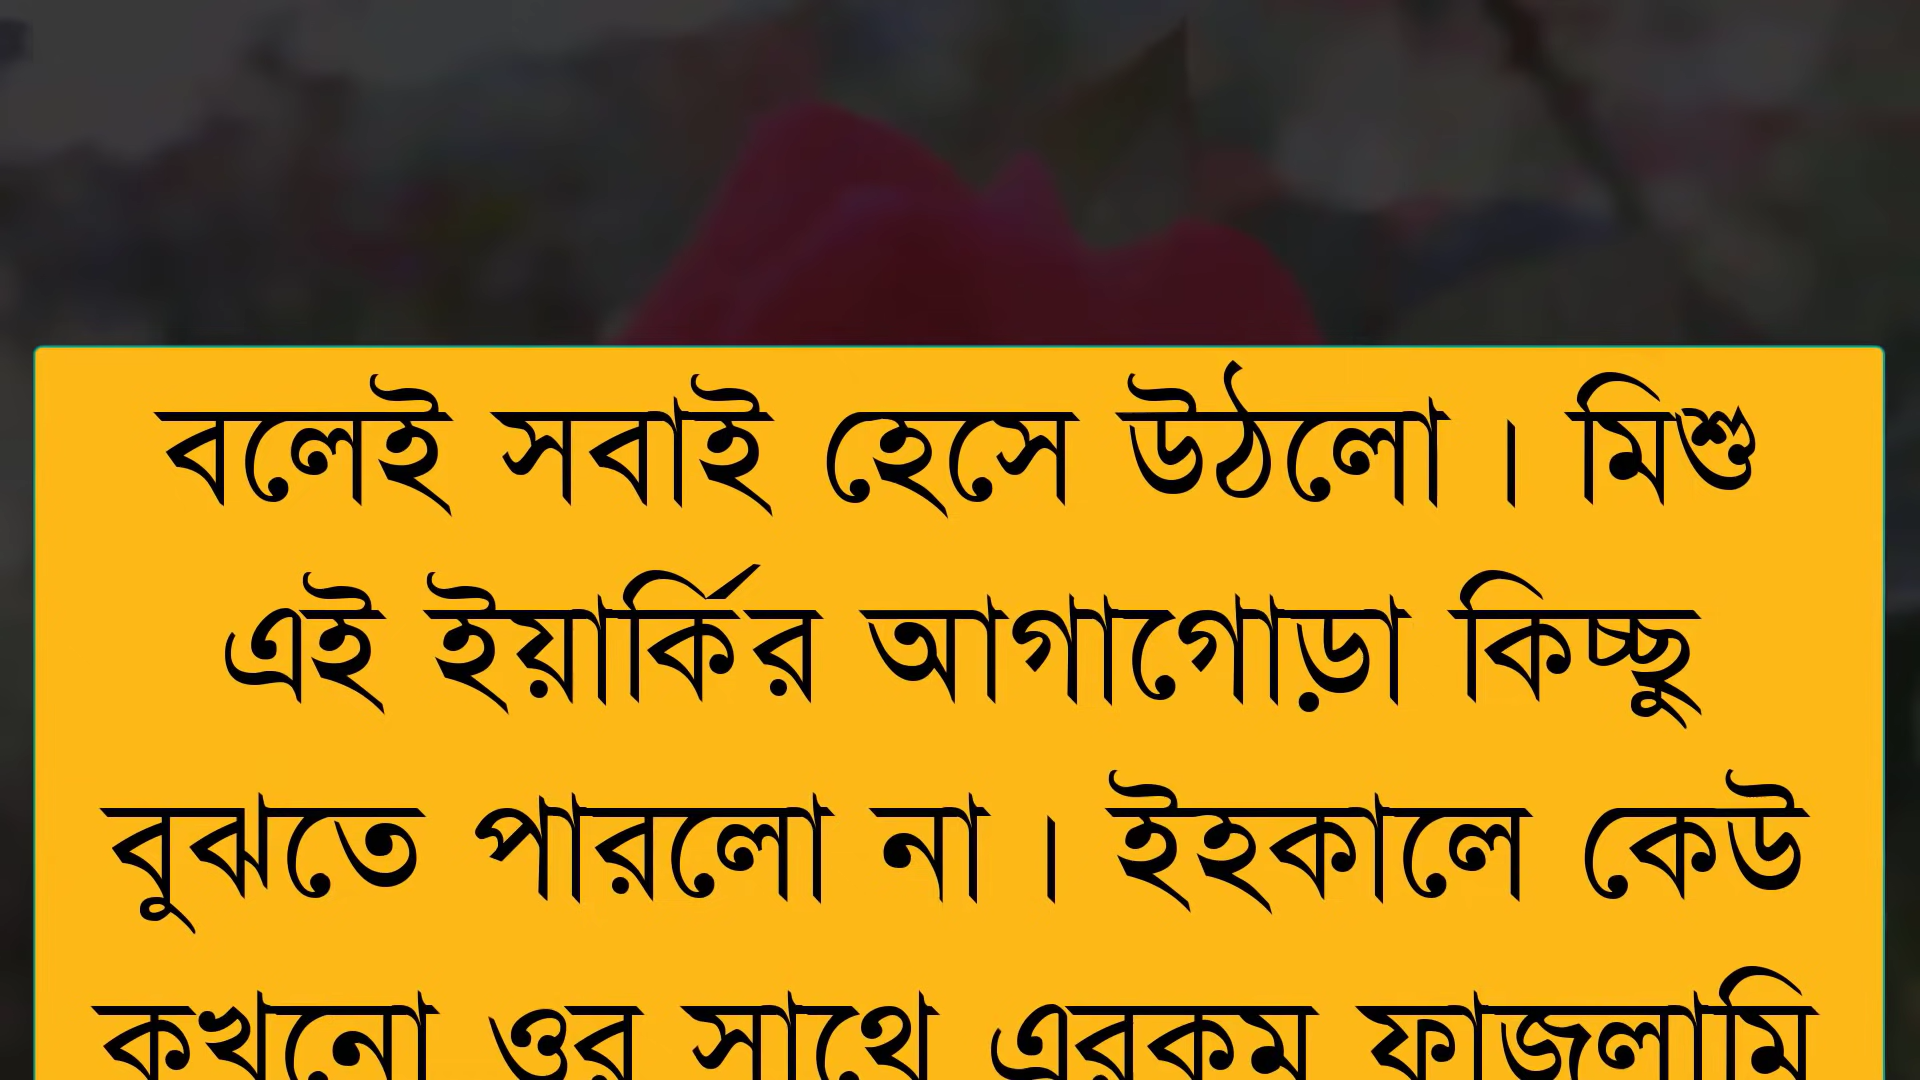 বলেই সবাই হেসে উঠলো । মিশু
এই ইয়ার্কির আগাগোড়া কিচ্ছু
বুঝতে পারলো না । ইহকালে কেউ
কখনো ওর সাথে এরকম ফাজলামি